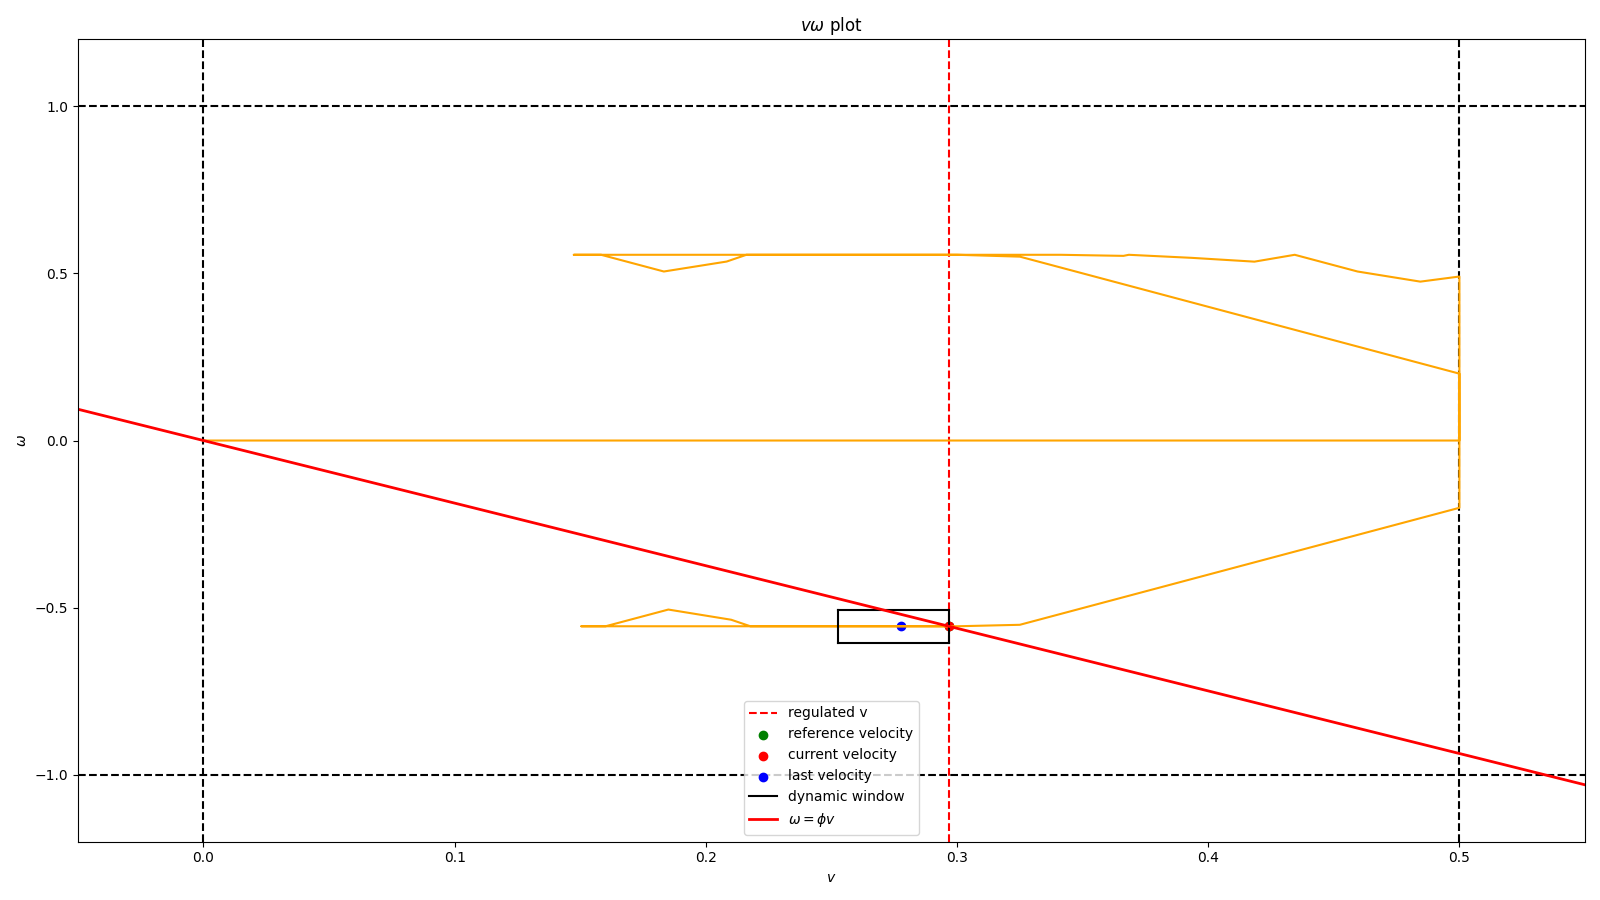 vω plot
1.0
0.5
0.0
−0.5
−1.0
ω
regulated v
reference velocity
current velocity
last velocity
dynamic window
ω = ϕv
0.0 0.1 0.2 0.3 0.4 0.5
v